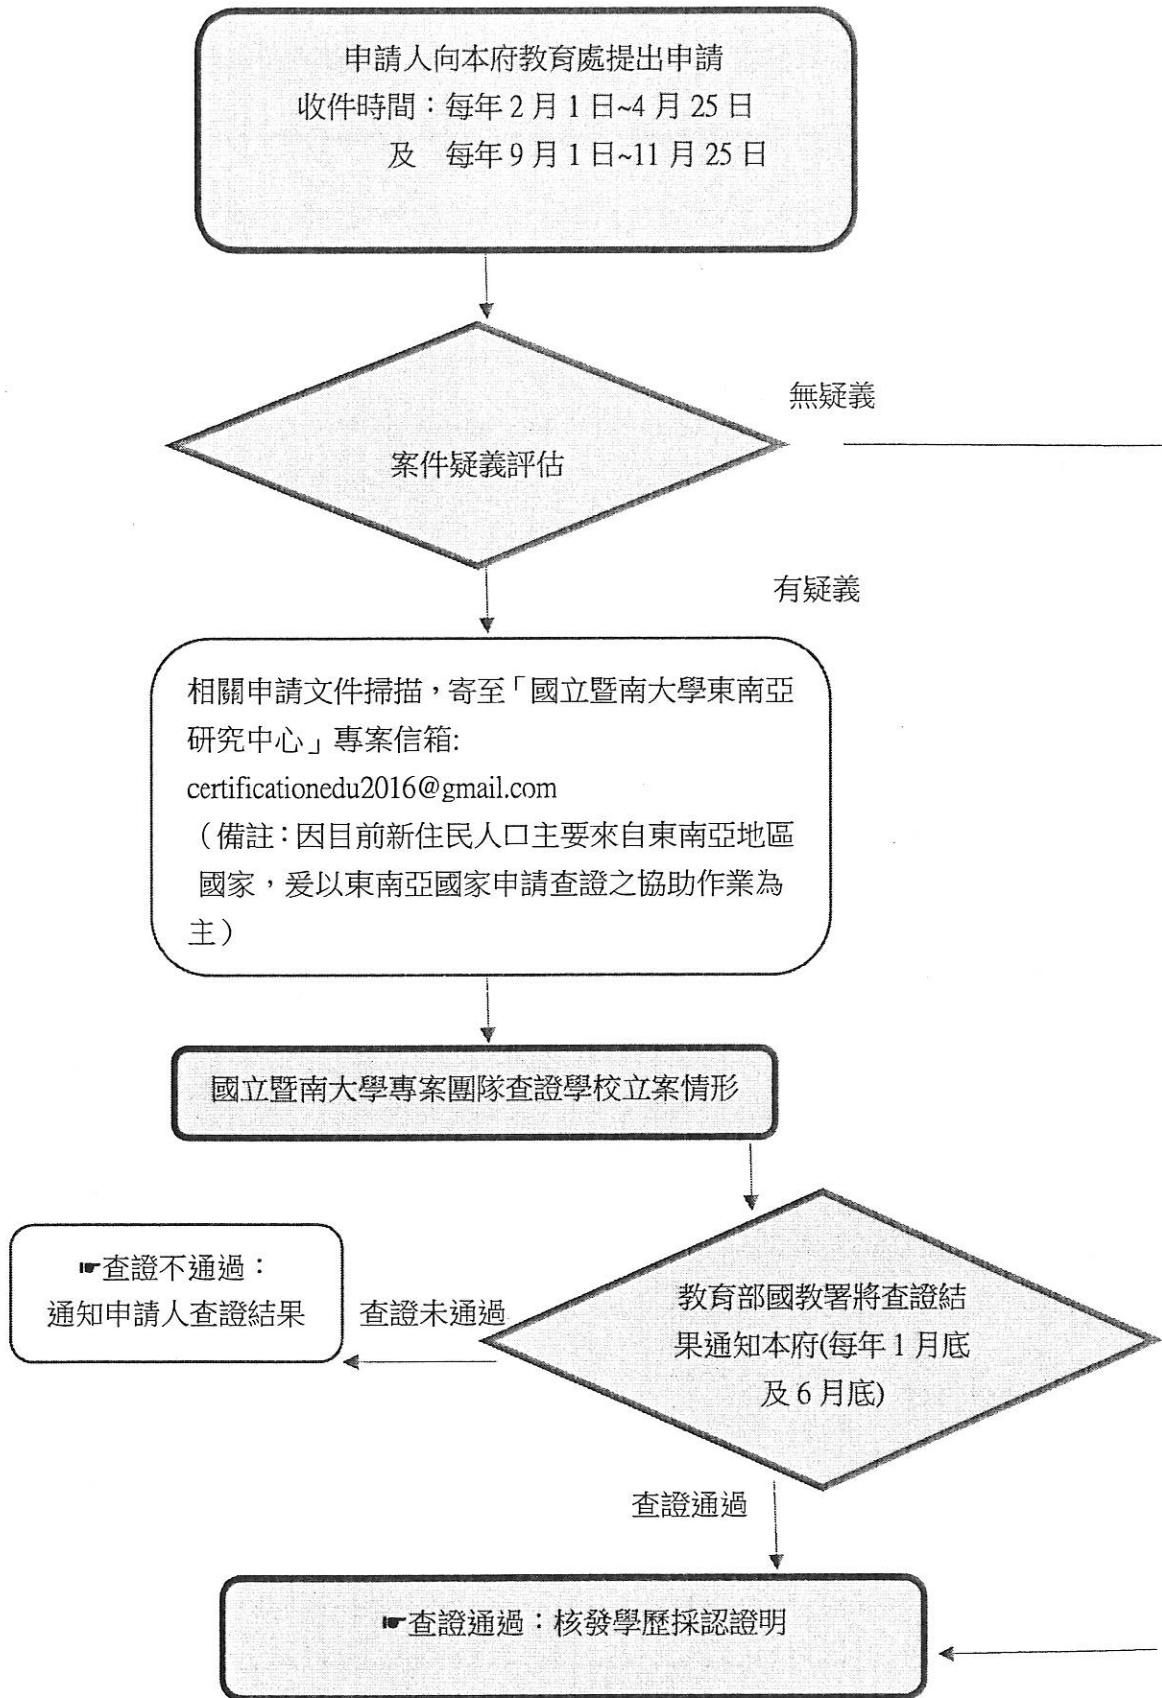 申請人向本府教育處提出申請
收件時間：每年 2 月 1 日~4 月 25 日
及 每年 9 月 1 日~11 月 25 日
無疑義
案件疑義評估
有疑義
相關申請文件掃描，寄至「國立暨南大學東南亞
研究中心」專案信箱:
certificationedu2016@gmail.com
（備註：因目前新住民人口主要來自東南亞地區
國家，爰以東南亞國家申請查證之協助作業為
主）
國立暨南大學專案團隊查證學校立案情形
☛查證不通過：
通知申請人查證結果
查證未通過
教育部國教署將查證結
果通知本府(每年 1 月底
及 6 月底)
查證通過
☛查證通過：核發學歷採認證明